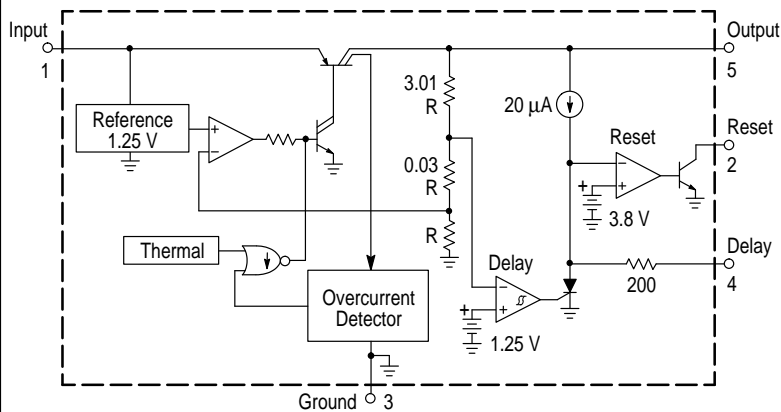 Input
1
Output
5
3.01
R
20 μA
Reference
1.25 V
+
−
Reset
Reset
2
−
+
+
3.8 V
0.03
R
R
Thermal
Delay
Delay
4
200
−
+
+
1.25 V
Overcurrent
Detector
Ground
3